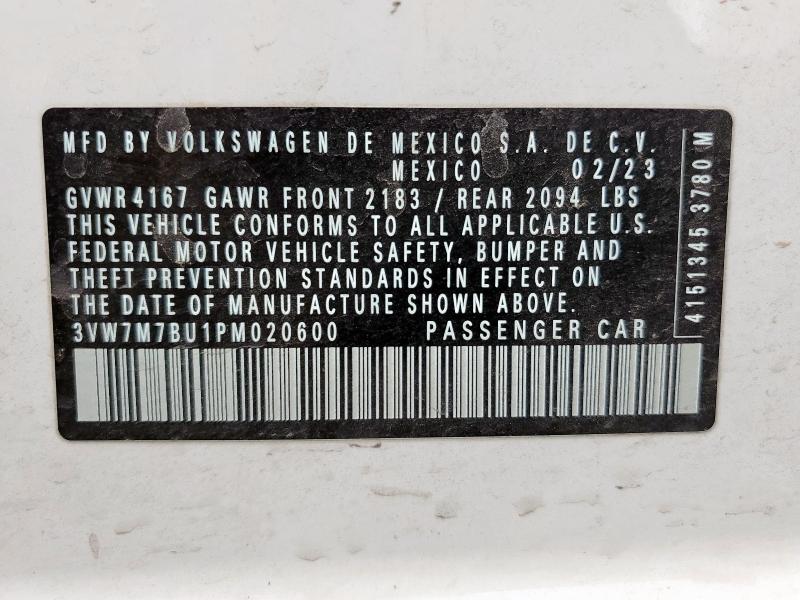 MFD BY VOLKSWAGEN DE MEXICO S.A. DE C.V.
MEXICO 02/23
GVWR 4167 GAWR FRONT 2183 / REAR 2094 LBS
THIS VEHICLE CONFORMS TO ALL APPLICABLE U.S.
FEDERAL MOTOR VEHICLE SAFETY, BUMPER AND
THEFT PREVENTION STANDARDS IN EFFECT ON
THE DATE OF MANUFACTURE SHOWN ABOVE.
3VW7M7BU1PM020600 PASSENGER CAR
4151345 3780 M